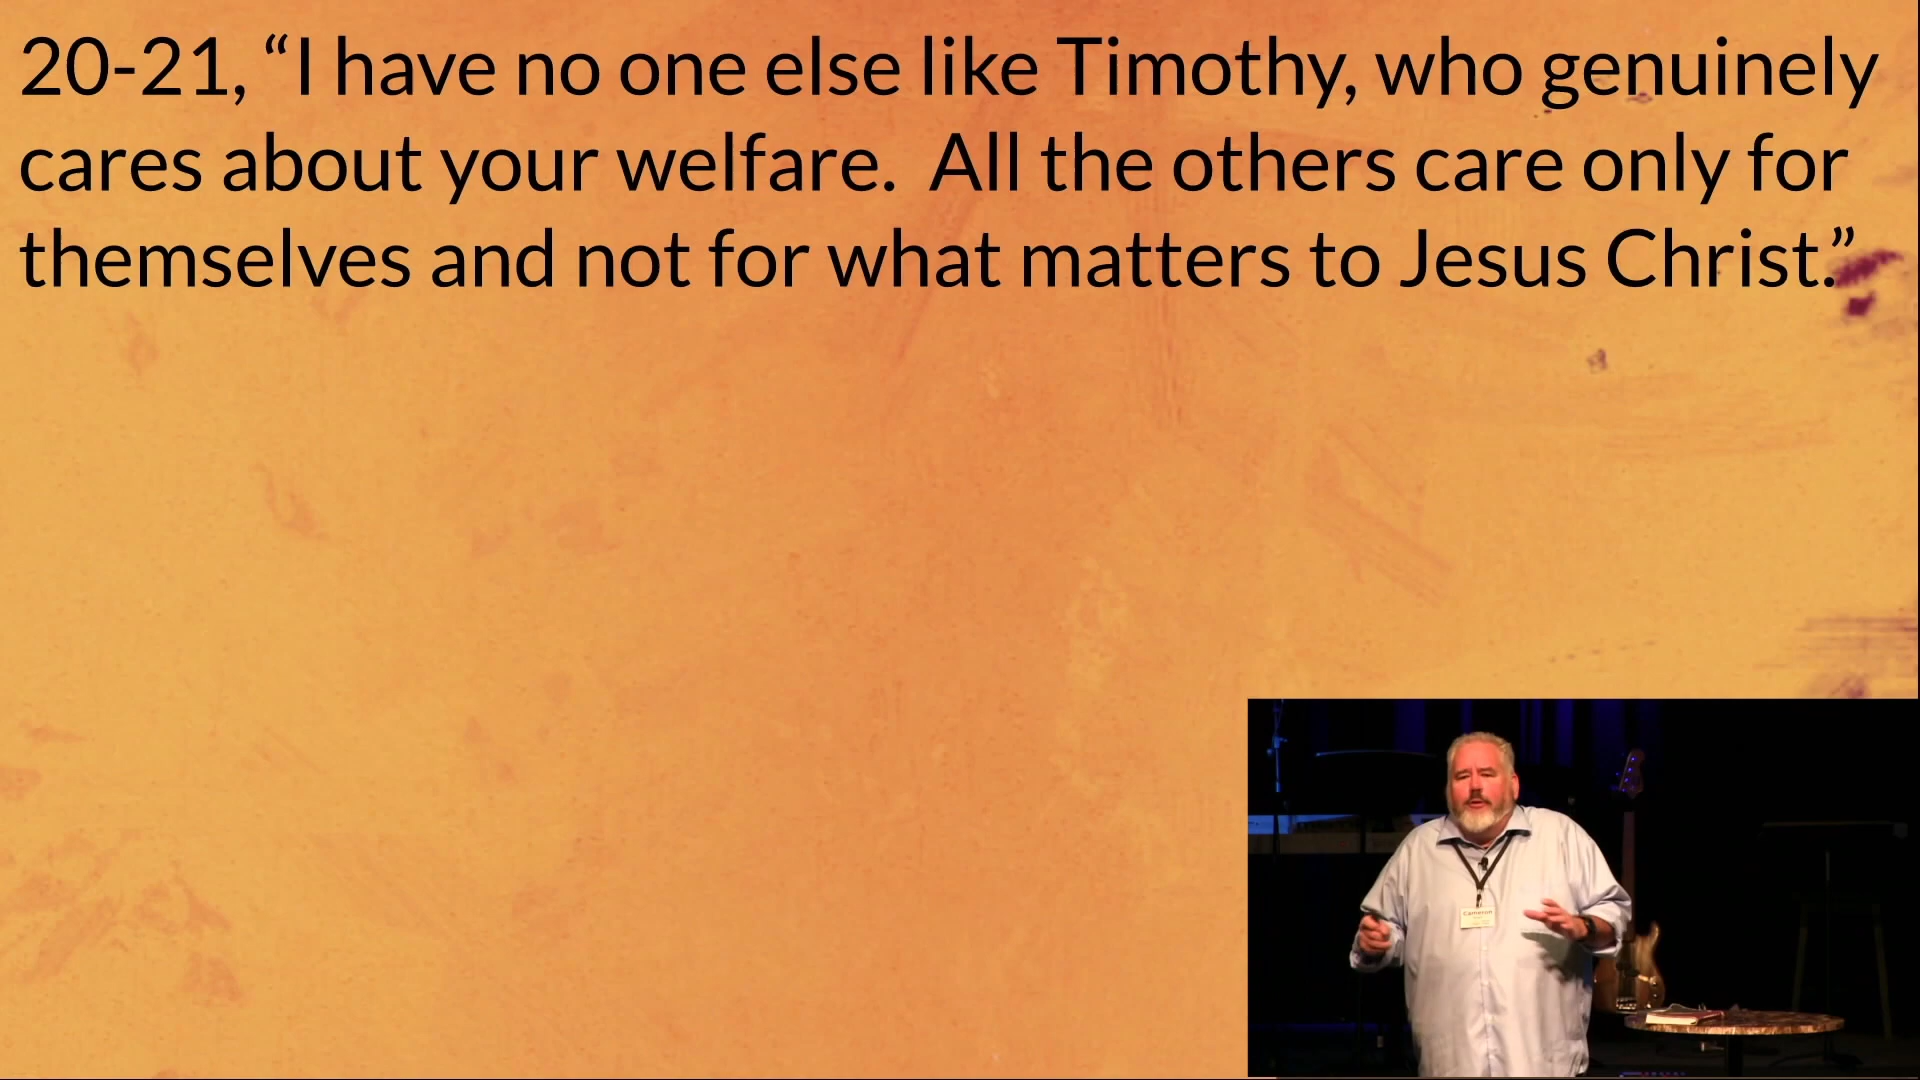 20-21, “I have no one else like Timothy, who genuinely
cares about your welfare.  All the others care only for
themselves and not for what matters to Jesus Christ.”
Cameron